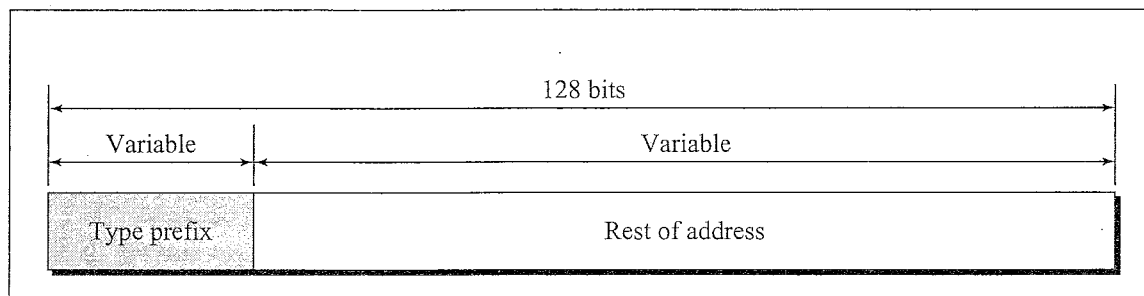 128 bits
Variable Variable
Type prefix Rest of address